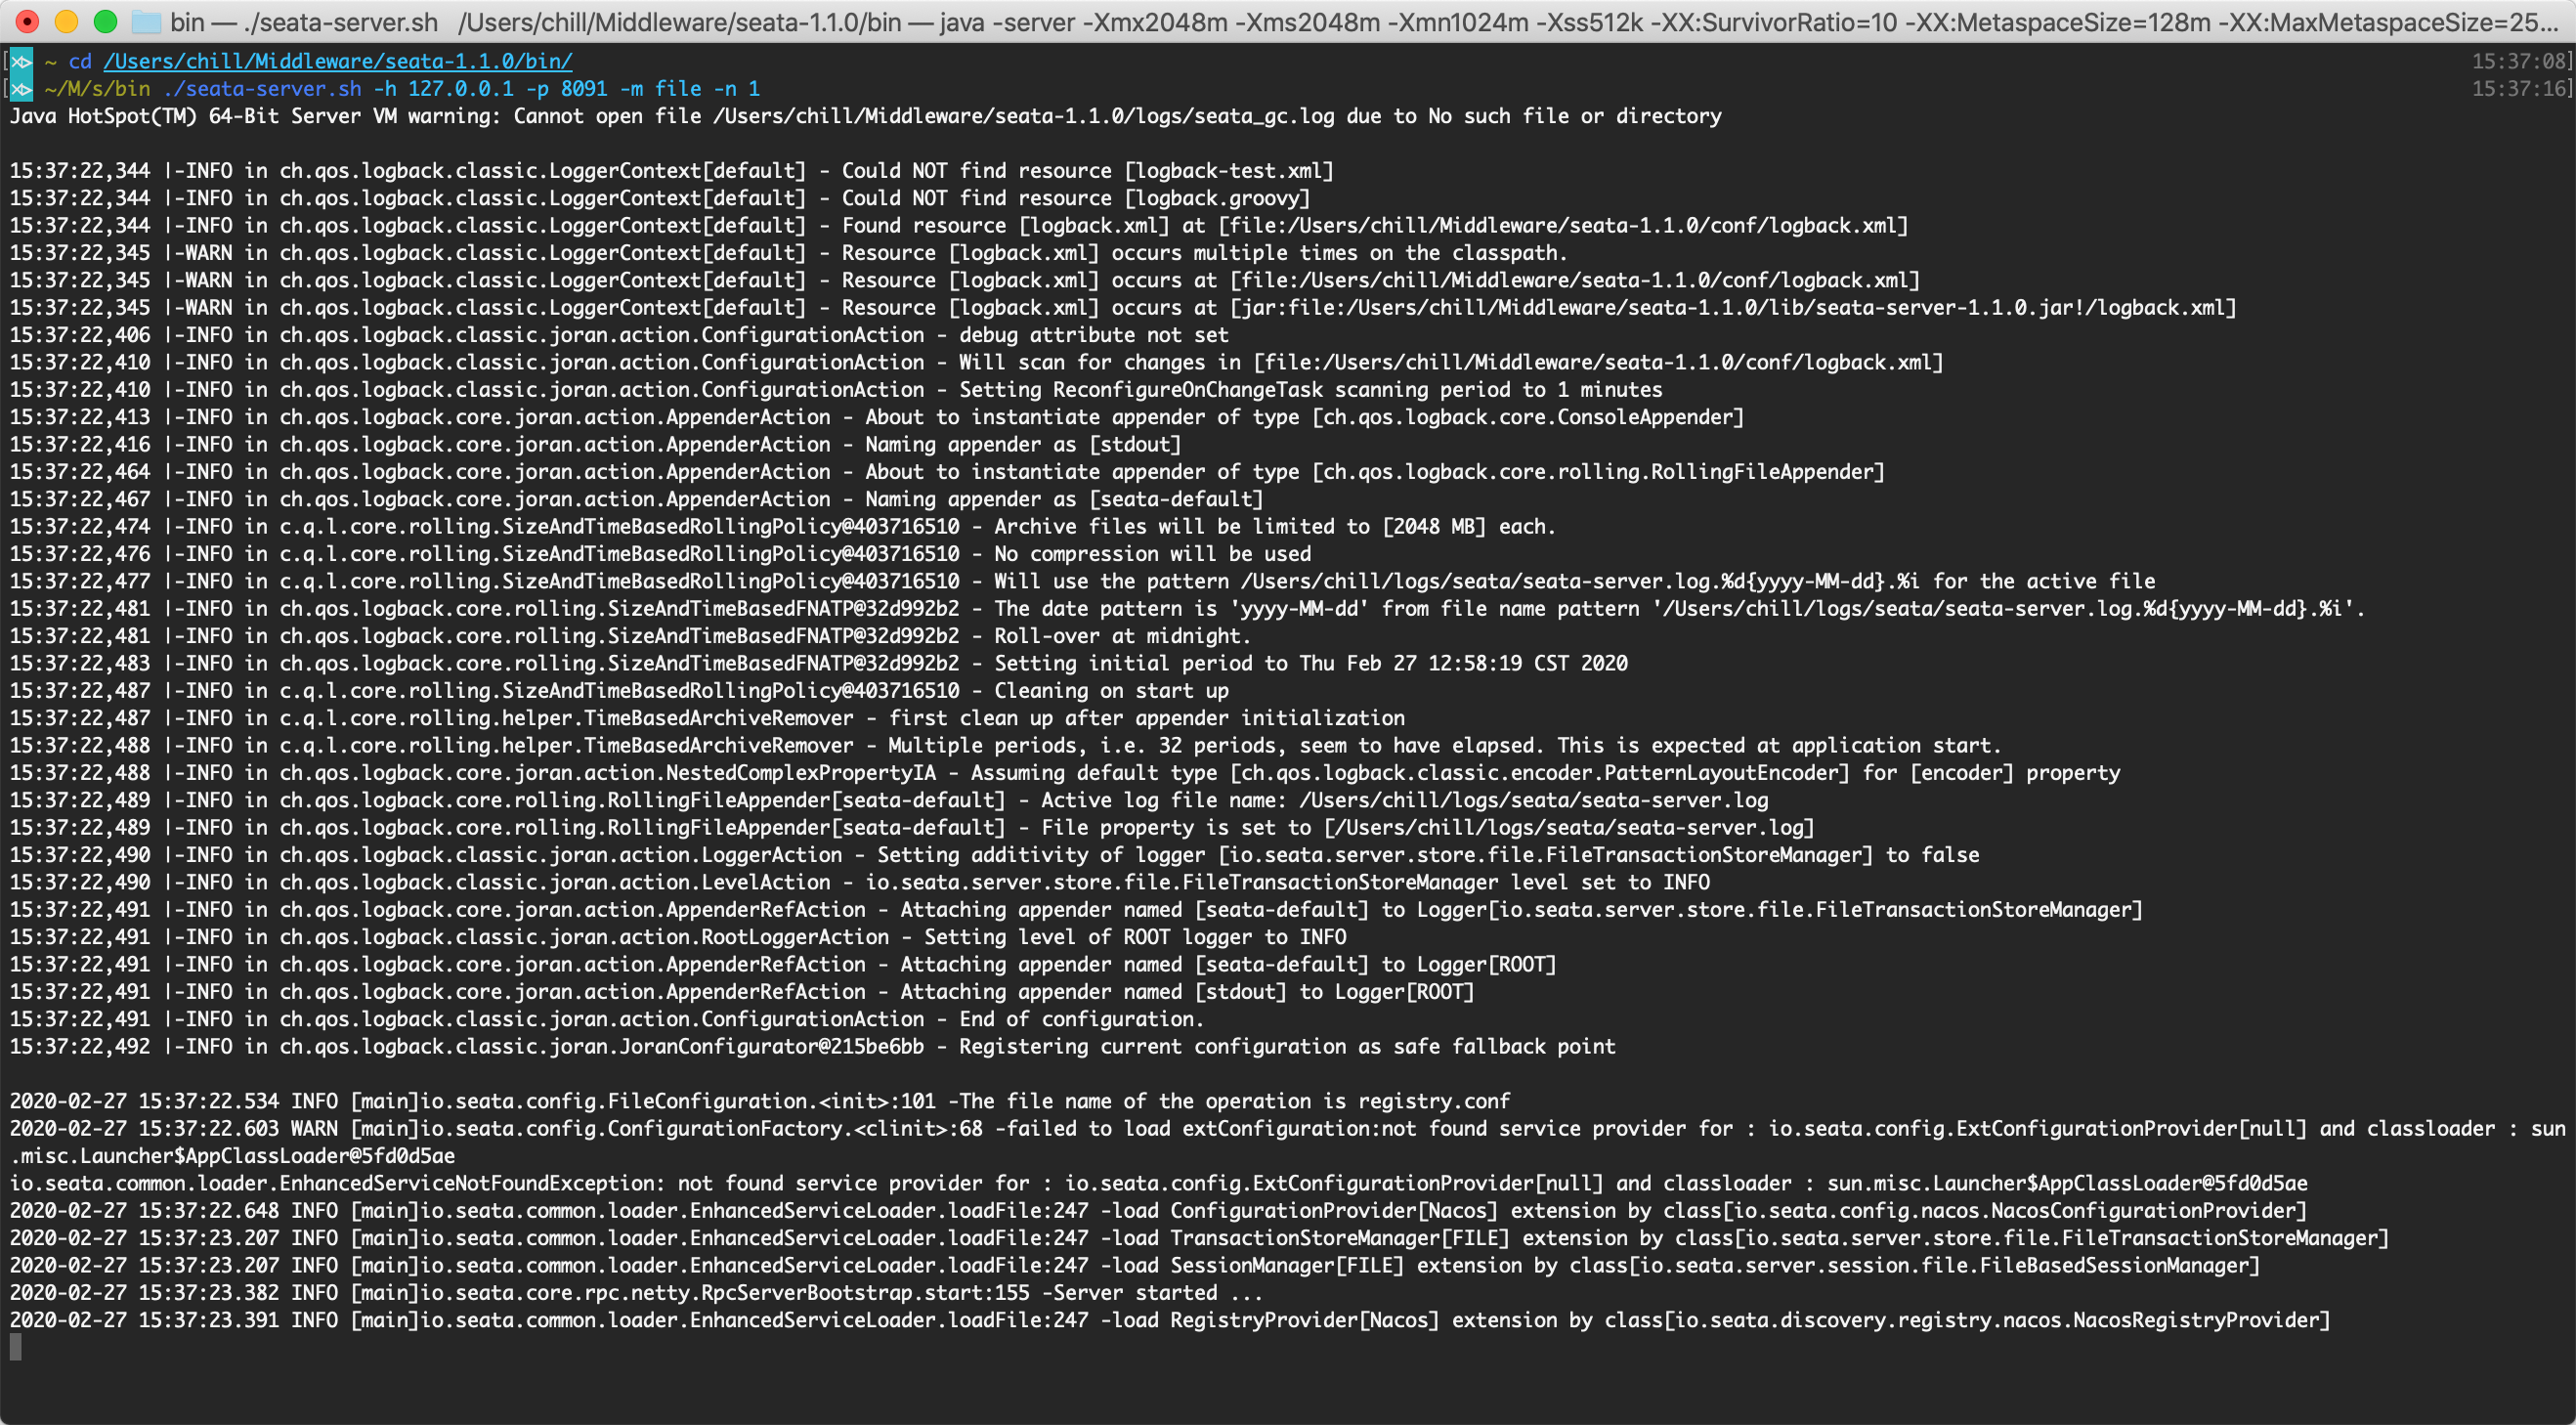 bin — ./seata-server.sh   /Users/chill/Middleware/seata-1.1.0/bin — java -server -Xmx2048m -Xms2048m -Xmn1024m -Xss512k -XX:SurvivorRatio=10 -XX:MetaspaceSize=128m -XX:MaxMetaspaceSize=25...
~ cd /Users/chill/Middleware/seata-1.1.0/bin/ 15:37:08
~/M/s/bin ./seata-server.sh -h 127.0.0.1 -p 8091 -m file -n 1 15:37:16
Java HotSpot(TM) 64-Bit Server VM warning: Cannot open file /Users/chill/Middleware/seata-1.1.0/logs/seata_gc.log due to No such file or directory
15:37:22,344 |-INFO in ch.qos.logback.classic.LoggerContext[default] - Could NOT find resource [logback-test.xml]
15:37:22,344 |-INFO in ch.qos.logback.classic.LoggerContext[default] - Could NOT find resource [logback.groovy]
15:37:22,344 |-INFO in ch.qos.logback.classic.LoggerContext[default] - Found resource [logback.xml] at [file:/Users/chill/Middleware/seata-1.1.0/conf/logback.xml]
15:37:22,345 |-WARN in ch.qos.logback.classic.LoggerContext[default] - Resource [logback.xml] occurs multiple times on the classpath.
15:37:22,345 |-WARN in ch.qos.logback.classic.LoggerContext[default] - Resource [logback.xml] occurs at [file:/Users/chill/Middleware/seata-1.1.0/conf/logback.xml]
15:37:22,345 |-WARN in ch.qos.logback.classic.LoggerContext[default] - Resource [logback.xml] occurs at [jar:file:/Users/chill/Middleware/seata-1.1.0/lib/seata-server-1.1.0.jar!/logback.xml]
15:37:22,406 |-INFO in ch.qos.logback.classic.joran.action.ConfigurationAction - debug attribute not set
15:37:22,410 |-INFO in ch.qos.logback.classic.joran.action.ConfigurationAction - Will scan for changes in [file:/Users/chill/Middleware/seata-1.1.0/conf/logback.xml]
15:37:22,410 |-INFO in ch.qos.logback.classic.joran.action.ConfigurationAction - Setting ReconfigureOnChangeTask scanning period to 1 minutes
15:37:22,413 |-INFO in ch.qos.logback.core.joran.action.AppenderAction - About to instantiate appender of type [ch.qos.logback.core.ConsoleAppender]
15:37:22,416 |-INFO in ch.qos.logback.core.joran.action.AppenderAction - Naming appender as [stdout]
15:37:22,464 |-INFO in ch.qos.logback.core.joran.action.AppenderAction - About to instantiate appender of type [ch.qos.logback.core.rolling.RollingFileAppender]
15:37:22,467 |-INFO in ch.qos.logback.core.joran.action.AppenderAction - Naming appender as [seata-default]
15:37:22,474 |-INFO in c.q.l.core.rolling.SizeAndTimeBasedRollingPolicy@403716510 - Archive files will be limited to [2048 MB] each.
15:37:22,476 |-INFO in c.q.l.core.rolling.SizeAndTimeBasedRollingPolicy@403716510 - No compression will be used
15:37:22,477 |-INFO in c.q.l.core.rolling.SizeAndTimeBasedRollingPolicy@403716510 - Will use the pattern /Users/chill/logs/seata/seata-server.log.%d{yyyy-MM-dd}.%i for the active file
15:37:22,481 |-INFO in ch.qos.logback.core.rolling.SizeAndTimeBasedFNATP@32d992b2 - The date pattern is 'yyyy-MM-dd' from file name pattern '/Users/chill/logs/seata/seata-server.log.%d{yyyy-MM-dd}.%i'.
15:37:22,481 |-INFO in ch.qos.logback.core.rolling.SizeAndTimeBasedFNATP@32d992b2 - Roll-over at midnight.
15:37:22,483 |-INFO in ch.qos.logback.core.rolling.SizeAndTimeBasedFNATP@32d992b2 - Setting initial period to Thu Feb 27 12:58:19 CST 2020
15:37:22,487 |-INFO in c.q.l.core.rolling.SizeAndTimeBasedRollingPolicy@403716510 - Cleaning on start up
15:37:22,487 |-INFO in c.q.l.core.rolling.helper.TimeBasedArchiveRemover - first clean up after appender initialization
15:37:22,488 |-INFO in c.q.l.core.rolling.helper.TimeBasedArchiveRemover - Multiple periods, i.e. 32 periods, seem to have elapsed. This is expected at application start.
15:37:22,488 |-INFO in ch.qos.logback.core.joran.action.NestedComplexPropertyIA - Assuming default type [ch.qos.logback.classic.encoder.PatternLayoutEncoder] for [encoder] property
15:37:22,489 |-INFO in ch.qos.logback.core.rolling.RollingFileAppender[seata-default] - Active log file name: /Users/chill/logs/seata/seata-server.log
15:37:22,489 |-INFO in ch.qos.logback.core.rolling.RollingFileAppender[seata-default] - File property is set to [/Users/chill/logs/seata/seata-server.log]
15:37:22,490 |-INFO in ch.qos.logback.classic.joran.action.LoggerAction - Setting additivity of logger [io.seata.server.store.file.FileTransactionStoreManager] to false
15:37:22,490 |-INFO in ch.qos.logback.classic.joran.action.LevelAction - io.seata.server.store.file.FileTransactionStoreManager level set to INFO
15:37:22,491 |-INFO in ch.qos.logback.core.joran.action.AppenderRefAction - Attaching appender named [seata-default] to Logger[io.seata.server.store.file.FileTransactionStoreManager]
15:37:22,491 |-INFO in ch.qos.logback.classic.joran.action.RootLoggerAction - Setting level of ROOT logger to INFO
15:37:22,491 |-INFO in ch.qos.logback.core.joran.action.AppenderRefAction - Attaching appender named [seata-default] to Logger[ROOT]
15:37:22,491 |-INFO in ch.qos.logback.core.joran.action.AppenderRefAction - Attaching appender named [stdout] to Logger[ROOT]
15:37:22,491 |-INFO in ch.qos.logback.classic.joran.action.ConfigurationAction - End of configuration.
15:37:22,492 |-INFO in ch.qos.logback.classic.joran.JoranConfigurator@215be6bb - Registering current configuration as safe fallback point
2020-02-27 15:37:22.534 INFO [main]io.seata.config.FileConfiguration.<init>:101 -The file name of the operation is registry.conf
2020-02-27 15:37:22.603 WARN [main]io.seata.config.ConfigurationFactory.<clinit>:68 -failed to load extConfiguration:not found service provider for : io.seata.config.ExtConfigurationProvider[null] and classloader : sun
.misc.Launcher$AppClassLoader@5fd0d5ae
io.seata.common.loader.EnhancedServiceNotFoundException: not found service provider for : io.seata.config.ExtConfigurationProvider[null] and classloader : sun.misc.Launcher$AppClassLoader@5fd0d5ae
2020-02-27 15:37:22.648 INFO [main]io.seata.common.loader.EnhancedServiceLoader.loadFile:247 -load ConfigurationProvider[Nacos] extension by class[io.seata.config.nacos.NacosConfigurationProvider]
2020-02-27 15:37:23.207 INFO [main]io.seata.common.loader.EnhancedServiceLoader.loadFile:247 -load TransactionStoreManager[FILE] extension by class[io.seata.server.store.file.FileTransactionStoreManager]
2020-02-27 15:37:23.207 INFO [main]io.seata.common.loader.EnhancedServiceLoader.loadFile:247 -load SessionManager[FILE] extension by class[io.seata.server.session.file.FileBasedSessionManager]
2020-02-27 15:37:23.382 INFO [main]io.seata.core.rpc.netty.RpcServerBootstrap.start:155 -Server started ...
2020-02-27 15:37:23.391 INFO [main]io.seata.common.loader.EnhancedServiceLoader.loadFile:247 -load RegistryProvider[Nacos] extension by class[io.seata.discovery.registry.nacos.NacosRegistryProvider]